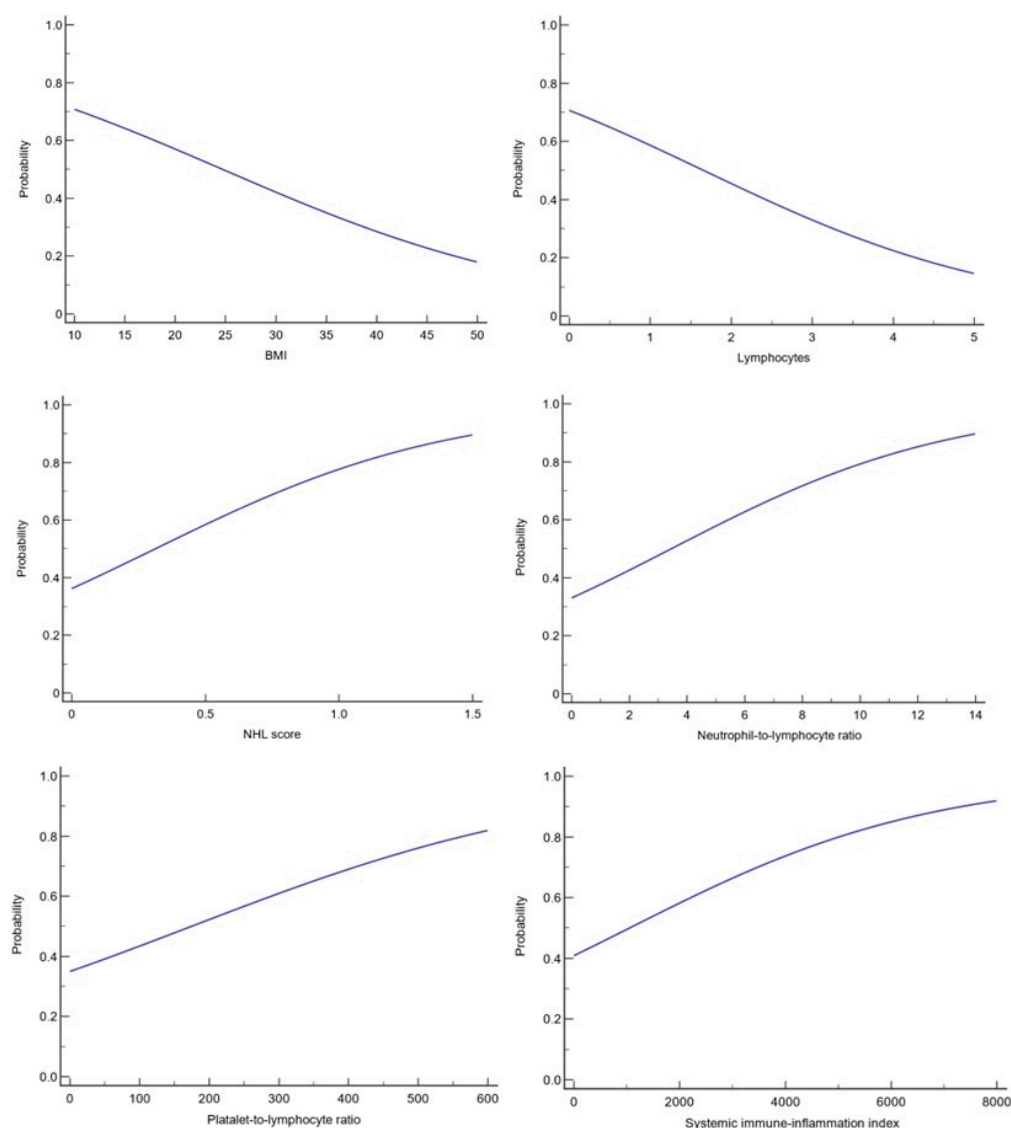 1.0
0.8
0.6
0.4
0.2
0
Probability
10 15 20 25 30 35 40 45 50
BMI
1.0
0.8
0.6
0.4
0.2
0
Probability
0 1 2 3 4 5
Lymphocytes
1.0
0.8
0.6
0.4
0.2
0
Probability
0 0.5 1.0 1.5
NHL score
1.0
0.8
0.6
0.4
0.2
0
Probability
0 2 4 6 8 10 12 14
Neutrophil-to-lymphocyte ratio
1.0
0.8
0.6
0.4
0.2
0.0
Probability
0 100 200 300 400 500 600
Platalet-to-lymphocyte ratio
1.0
0.8
0.6
0.4
0.2
0.0
Probability
0 2000 4000 6000 8000
Systemic immune-inflammation index